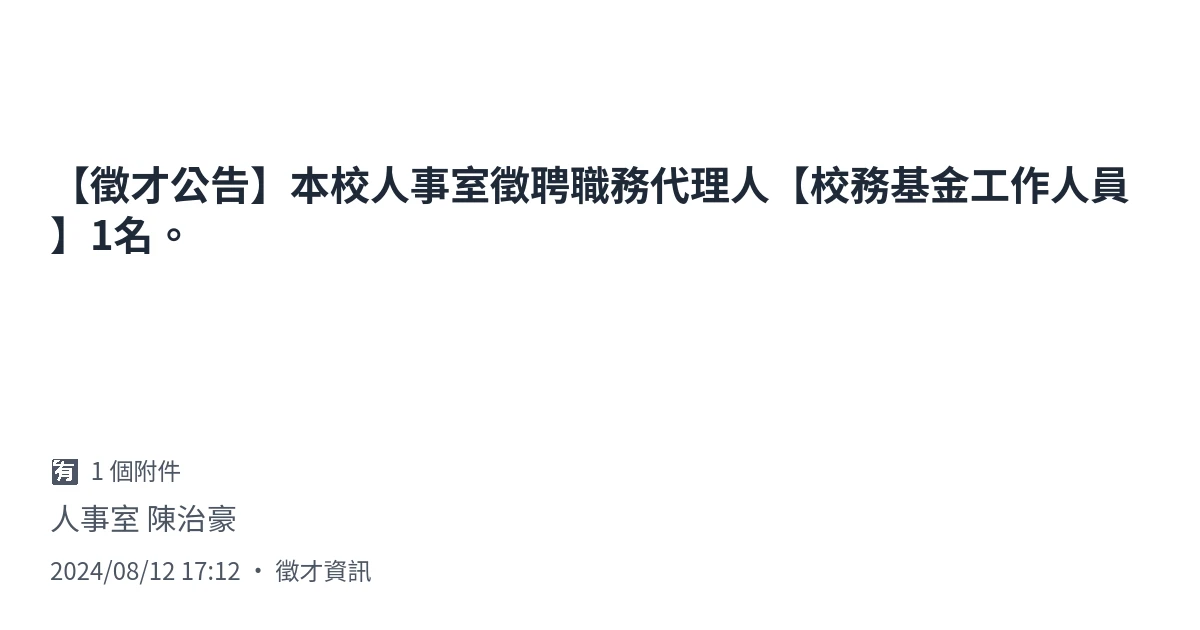 【徵才公告】本校人事室徵聘職務代理人【校務基金工作人員
】1名。
🈶 1 個附件
人事室 陳治豪
2024/08/12 17:12 • 徵才資訊